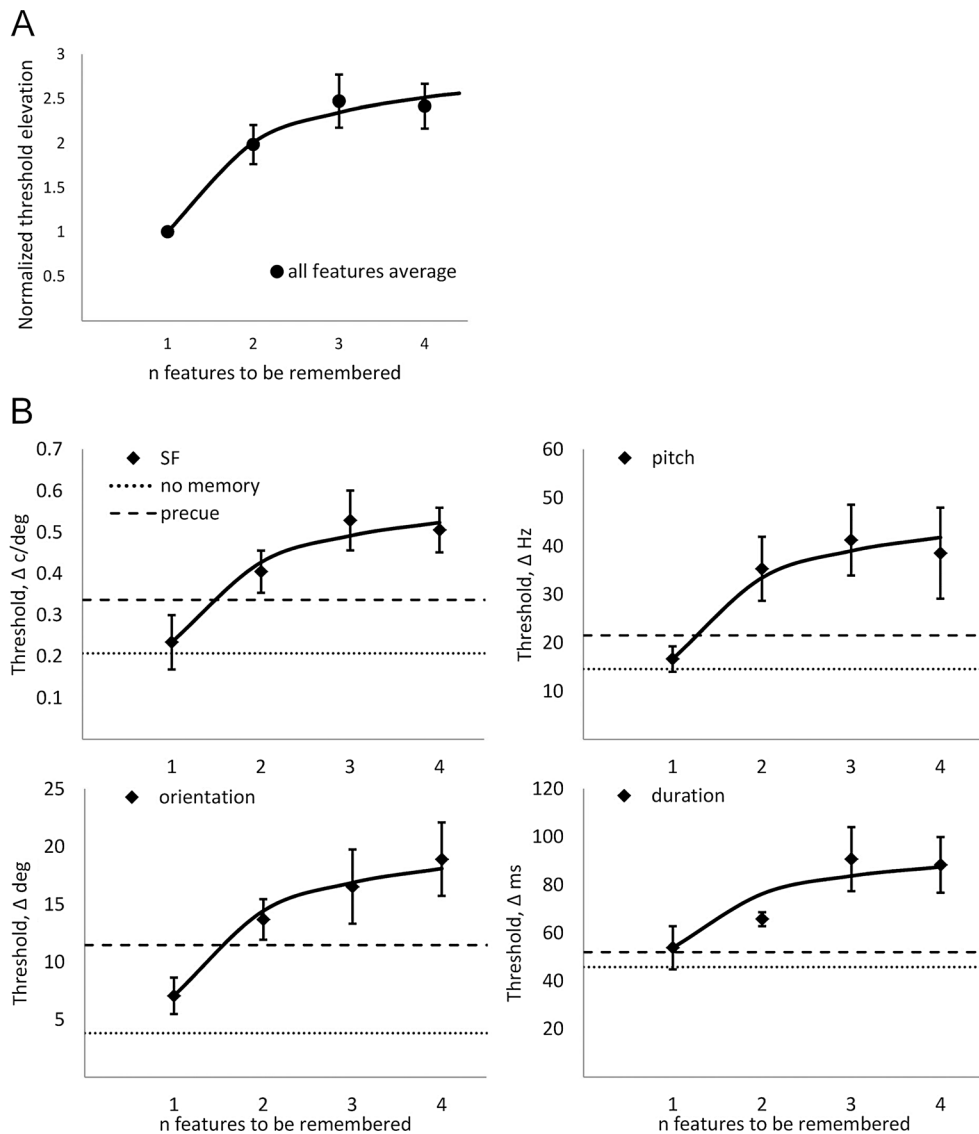 A
Normalized threshold elevation
3
2.5
2
1.5
1
0.5
all features average
1 2 3 4
n features to be remembered
B
Threshold, Δ c/deg
0.7
0.6
0.5
0.4
0.3
0.2
0.1
SF
no memory
precue
1 2 3 4
Threshold, Δ Hz
60
50
40
30
20
10
pitch
1 2 3 4
Threshold, Δ deg
25
20
15
10
5
orientation
1 2 3 4
n features to be remembered
Threshold, Δ ms
120
100
80
60
40
20
duration
1 2 3 4
n features to be remembered